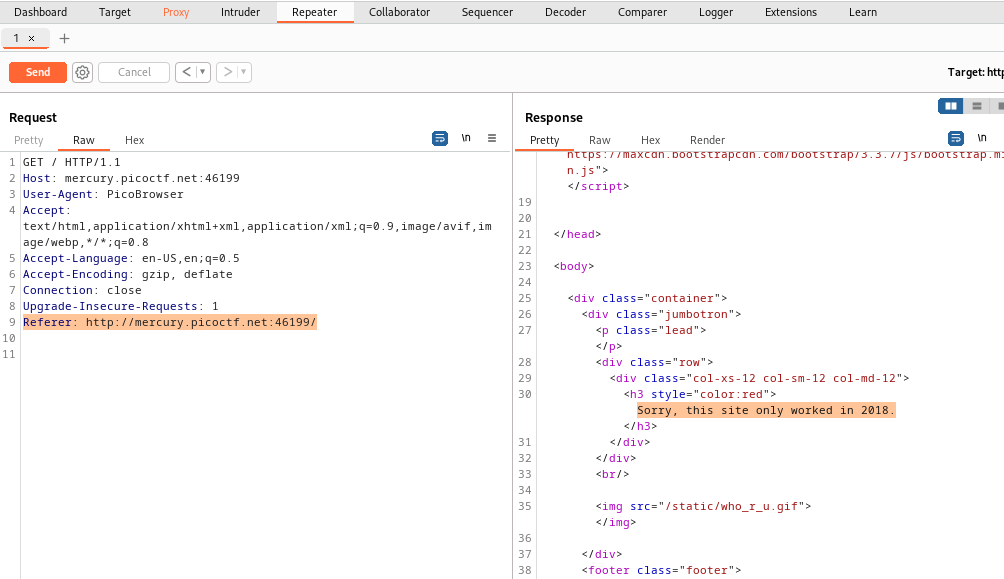 Dashboard Target Proxy Intruder Repeater Collaborator Sequencer Decoder Comparer Logger Extensions Learn
1 × +
Send Cancel < ▼ > ▼ Target: http
Request
Pretty Raw Hex \n
1 GET / HTTP/1.1
2 Host: mercury.picoctf.net:46199
3 User-Agent: PicoBrowser
4 Accept:
text/html,application/xhtml+xml,application/xml;q=0.9,image/avif,im
age/webp,*/*;q=0.8
5 Accept-Language: en-US,en;q=0.5
6 Accept-Encoding: gzip, deflate
7 Connection: close
8 Upgrade-Insecure-Requests: 1
9 Referer: http://mercury.picoctf.net:46199/
10
11
Response
Pretty Raw Hex Render \n
https://maxcdn.bootstrapcdn.com/bootstrap/3.3.7/js/bootstrap.mi
n.js">
</script>
19
20
21 </head>
22
23 <body>
24
25 <div class="container">
26 <div class="jumbotron">
27 <p class="lead">
</p>
28 <div class="row">
29 <div class="col-xs-12 col-sm-12 col-md-12">
30 <h3 style="color:red">
Sorry, this site only worked in 2018.
</h3>
31 </div>
32 </div>
33 <br/>
34
35 <img src="/static/who_r_u.gif">
</img>
36
37 </div>
38 <footer class="footer">